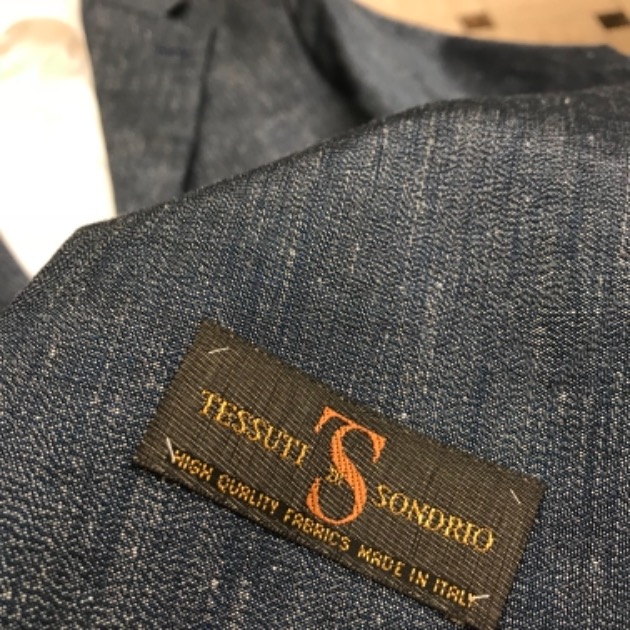 TESSUTI DI SONDRIO
TS
HIGH QUALITY FABRICS MADE IN ITALY